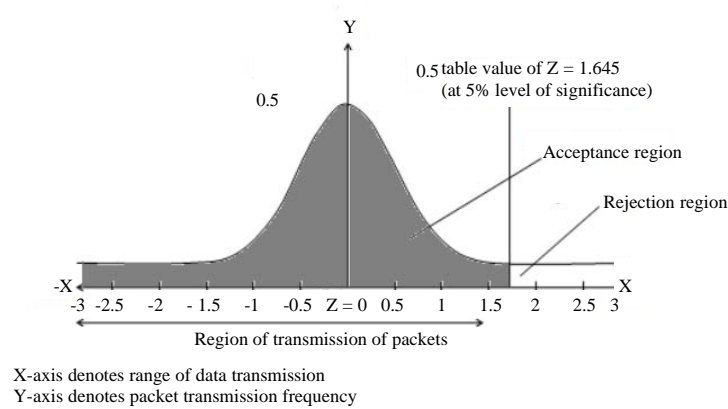 Y
0.5 table value of Z = 1.645
(at 5% level of significance)
0.5
Acceptance region
Rejection region
-X X
-3 -2.5 -2 - 1.5 -1 -0.5 Z = 0 0.5 1 1.5 2 2.5 3
Region of transmission of packets
X-axis denotes range of data transmission
Y-axis denotes packet transmission frequency